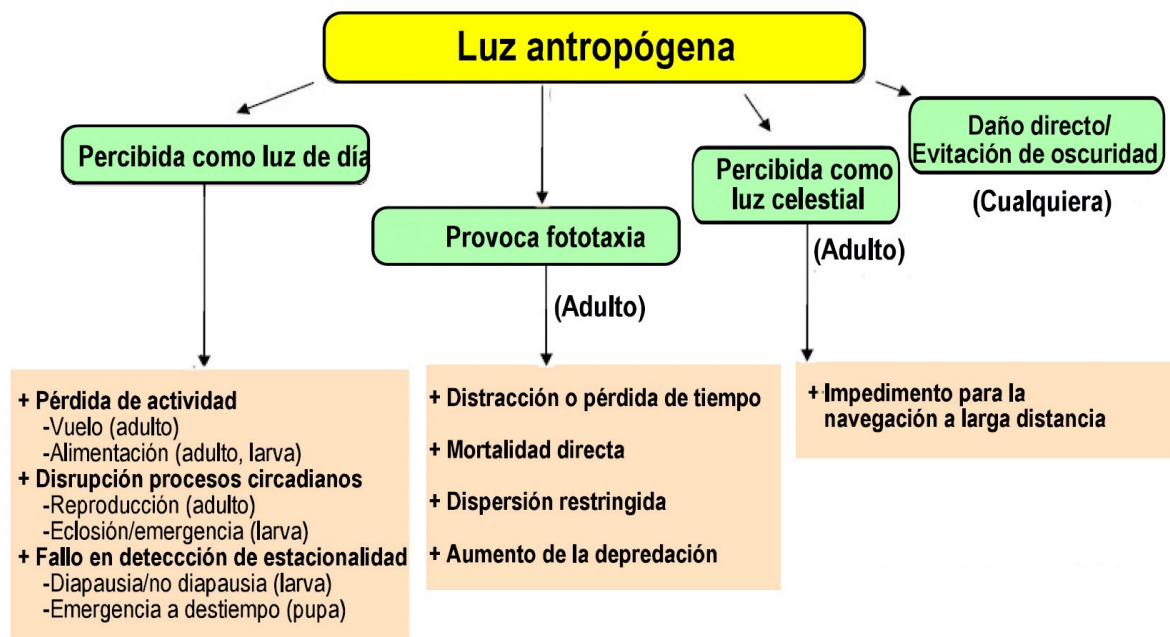 Luz antropógena
Percibida como luz de día
Provoca fototaxia
(Adulto)
Percibida como
luz celestial
(Adulto)
Daño directo/
Evitación de oscuridad
(Cualquiera)
+ Pérdida de actividad
-Vuelo (adulto)
-Alimentación (adulto, larva)
+ Disrupción procesos circadianos
-Reproducción (adulto)
-Eclosión/emergencia (larva)
+ Fallo en deteccción de estacionalidad
-Diapausia/no diapausia (larva)
-Emergencia a destiempo (pupa)
+ Distracción o pérdida de tiempo
+ Mortalidad directa
+ Dispersión restringida
+ Aumento de la depredación
+ Impedimento para la
navegación a larga distancia